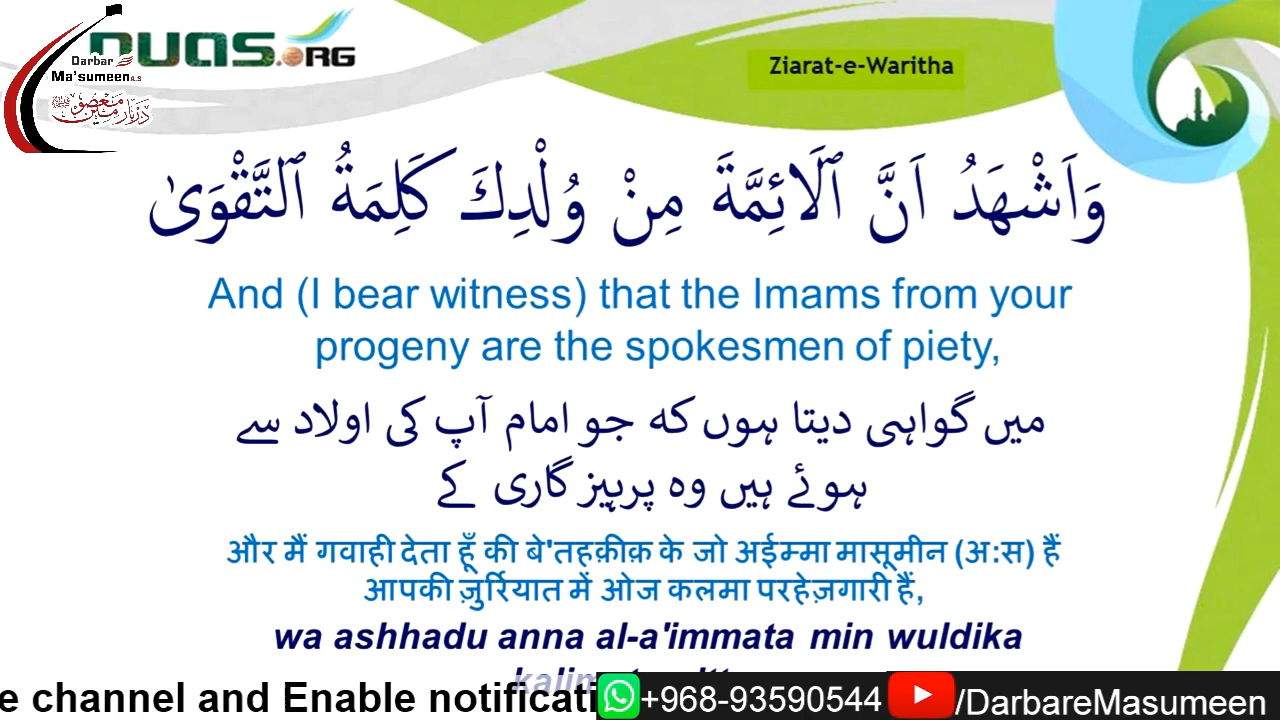 DUAS.ORG
Darbar
Ma'sumeen A.S
Ziarat-e-Waritha
وَاَشْهَدُ اَنَّ ٱلَائِمَّةَ مِنْ وُلْدِكَ كَلِمَةُ ٱلتَّقْوَىٰ
And (I bear witness) that the Imams from your
progeny are the spokesmen of piety,
میں گواہی دیتا ہوں کہ جو امام آپ کی اولاد سے
ہوئے ہیں وہ پرہیز گاری کے
और मैं गवाही देता हूँ की बे'तहक़ीक़ के जो अईम्मा मासूमीन (अ:स) हैं
आपकी ज़ुर्रियात में ओज कलमा परहेज़गारी हैं,
wa ashhadu anna al-a'immata min wuldika
e channel and Enable notificati
+968-93590544
/DarbareMasumeen